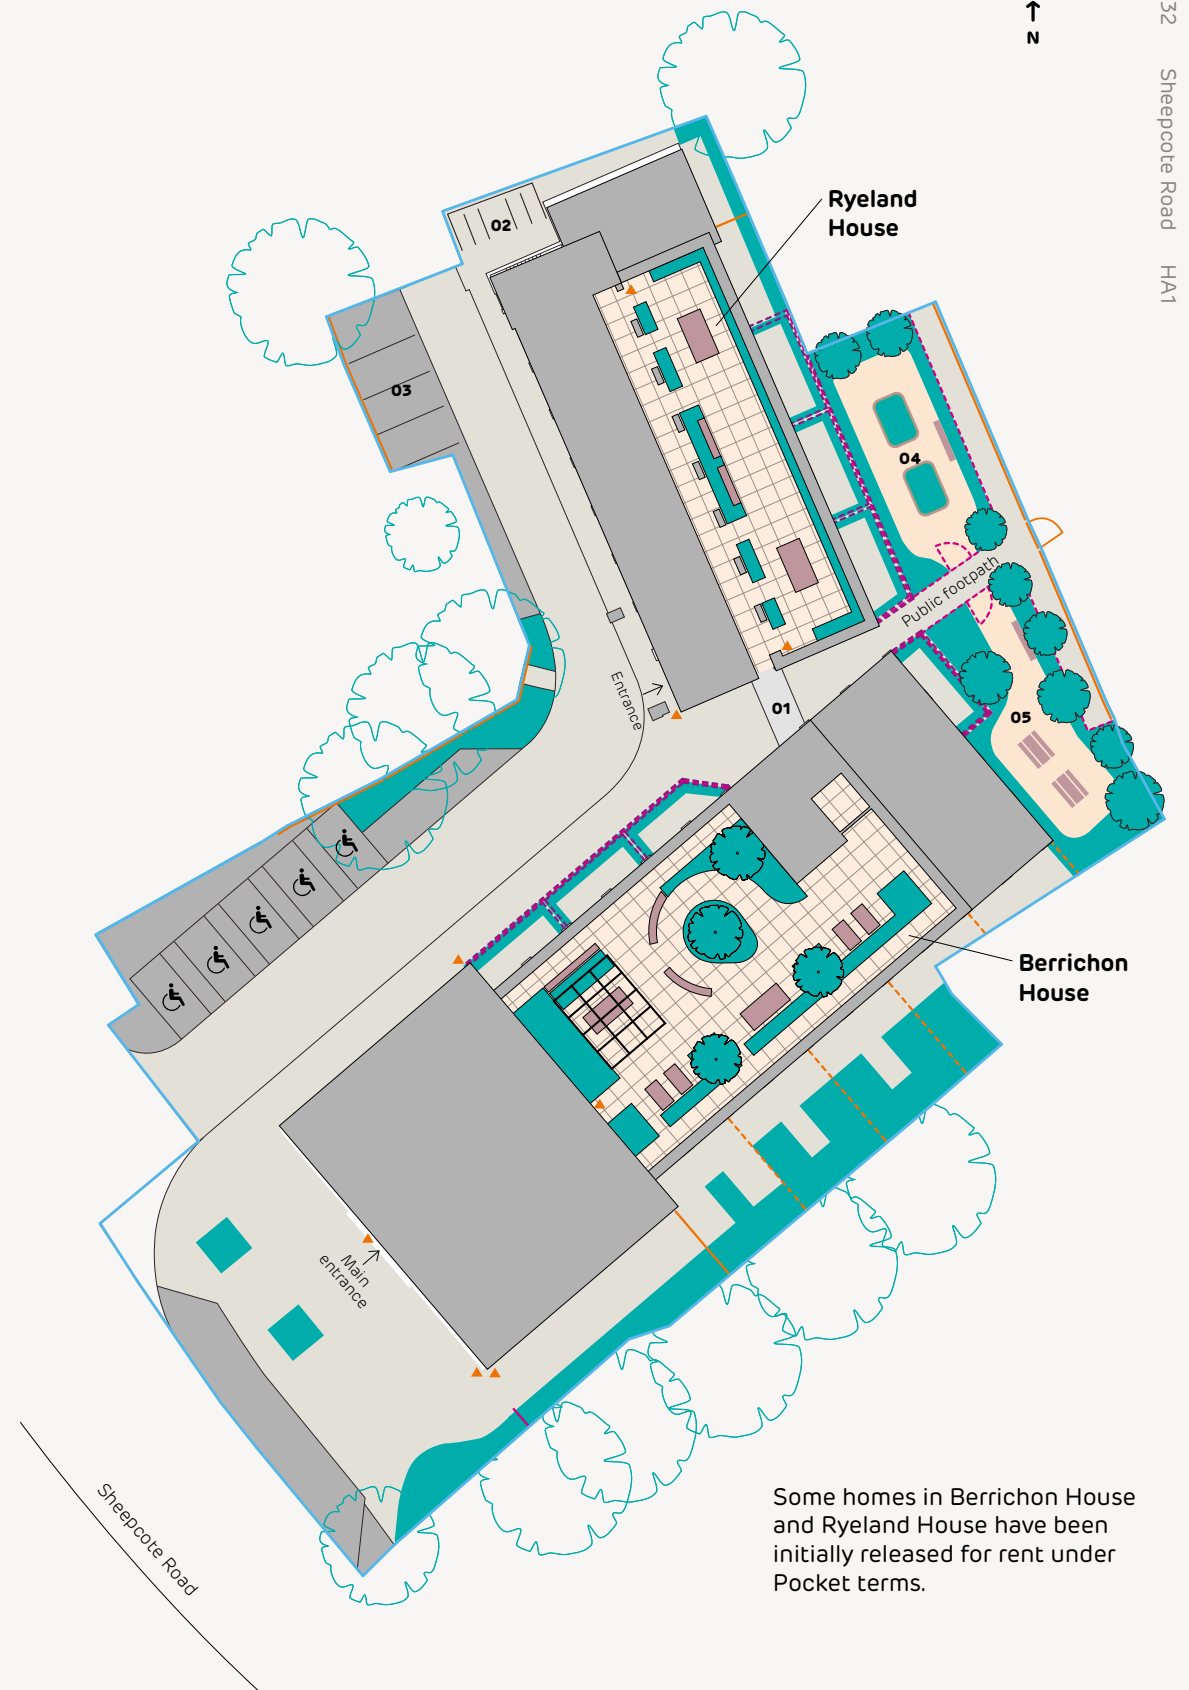 N
32 Sheepcote Road HA1
Ryeland
House
02
03
04
Public footpath
Entrance
01
05
Berrichon
House
Main
entrance
Sheepcote Road
Some homes in Berrichon House
and Ryeland House have been
initially released for rent under
Pocket terms.